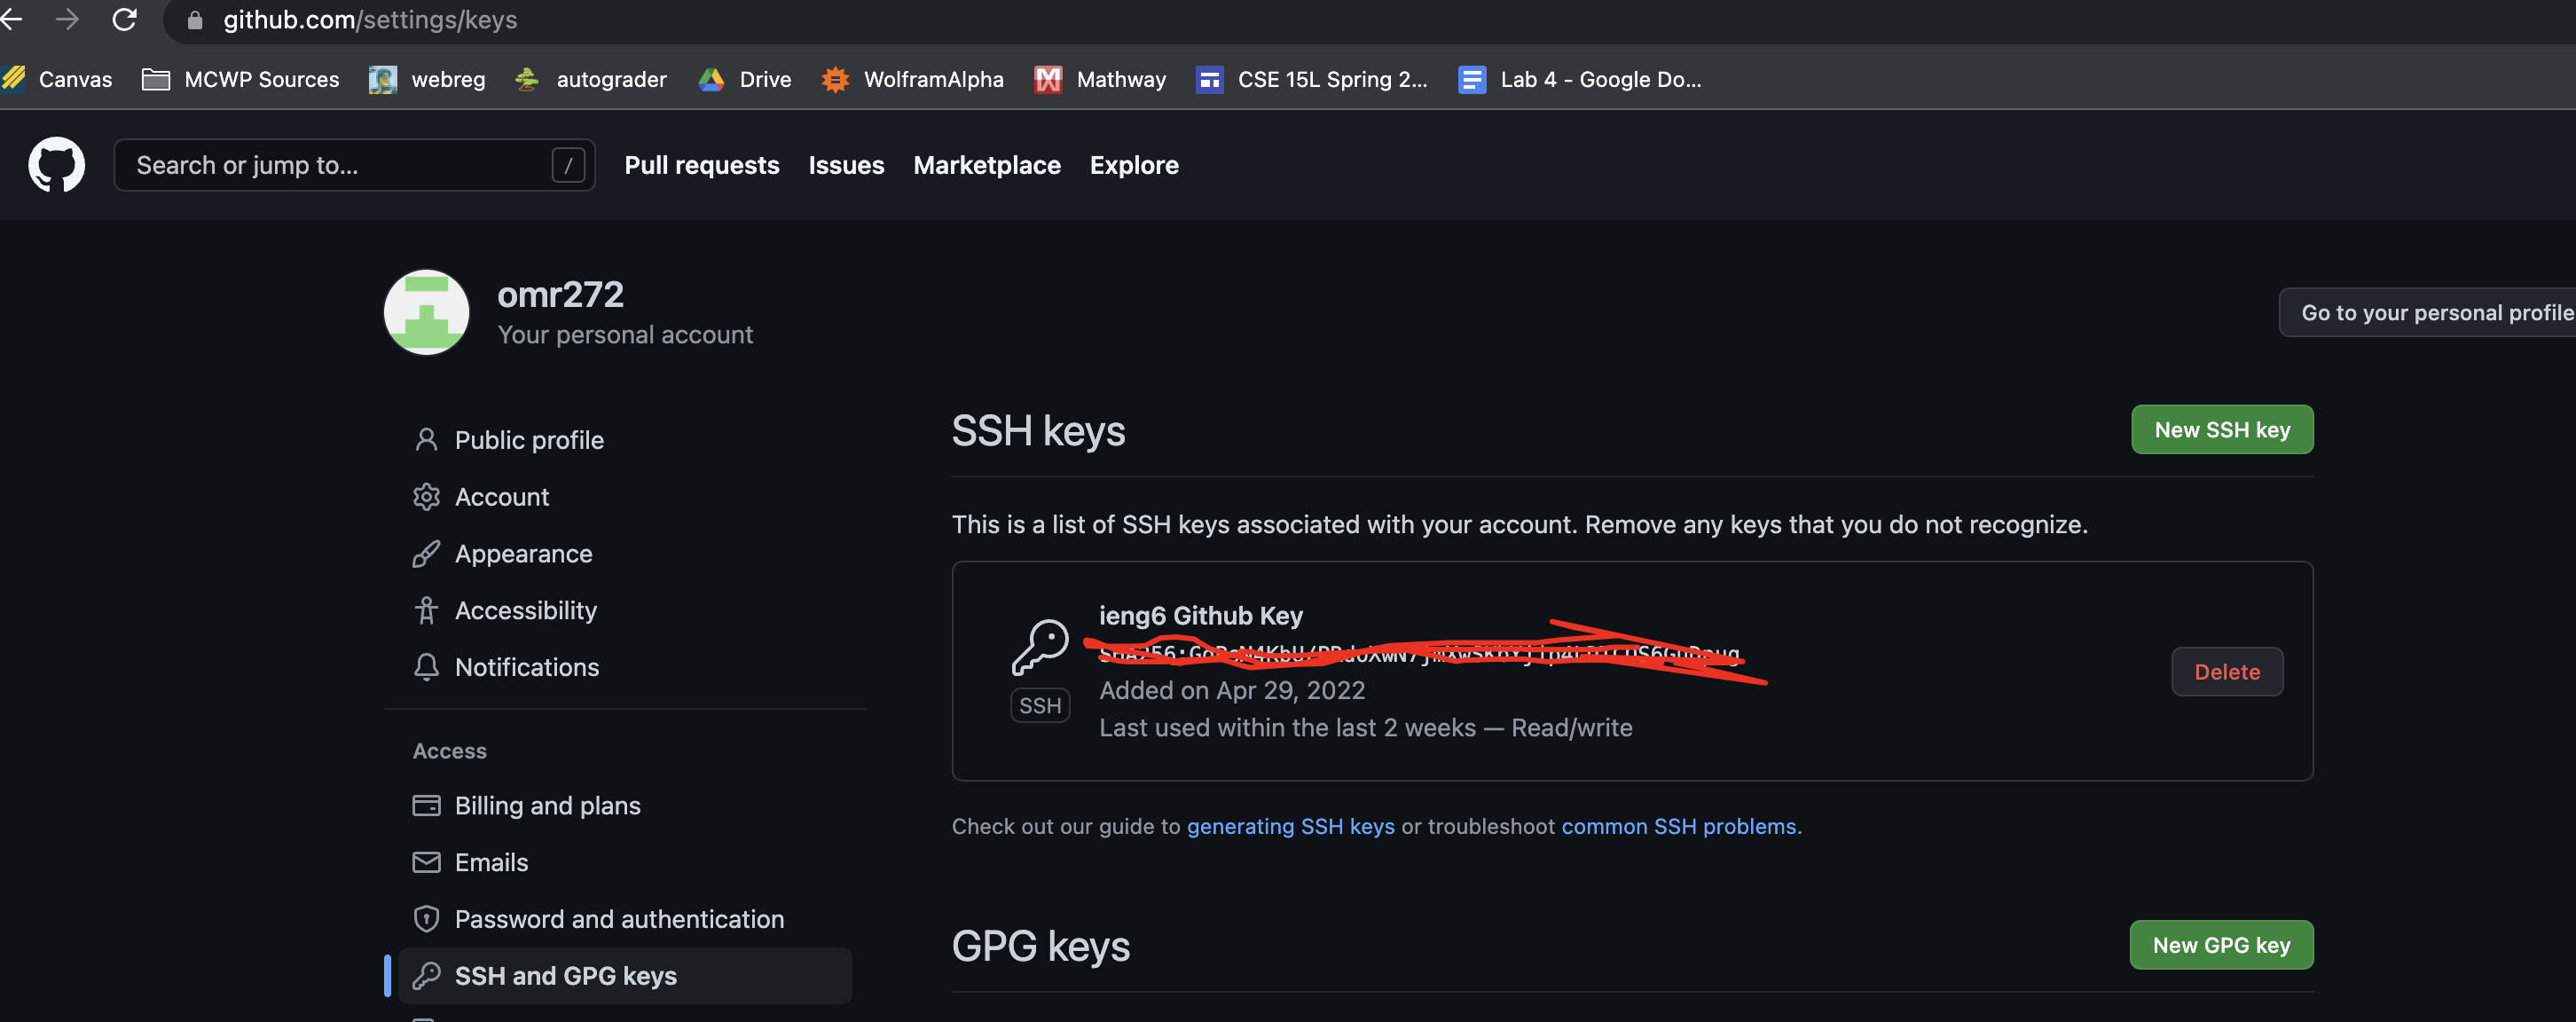 github.com/settings/keys
Canvas MCWP Sources webreg autograder Drive WolframAlpha Mathway CSE 15L Spring 2... Lab 4 - Google Do...
Search or jump to... / Pull requests Issues Marketplace Explore
omr272
Your personal account
Go to your personal profile
Public profile
Account
Appearance
Accessibility
Notifications
Access
Billing and plans
Emails
Password and authentication
SSH and GPG keys
SSH keys
New SSH key
This is a list of SSH keys associated with your account. Remove any keys that you do not recognize.
ieng6 Github Key
SSH
Added on Apr 29, 2022
Last used within the last 2 weeks — Read/write
Delete
Check out our guide to generating SSH keys or troubleshoot common SSH problems.
GPG keys
New GPG key